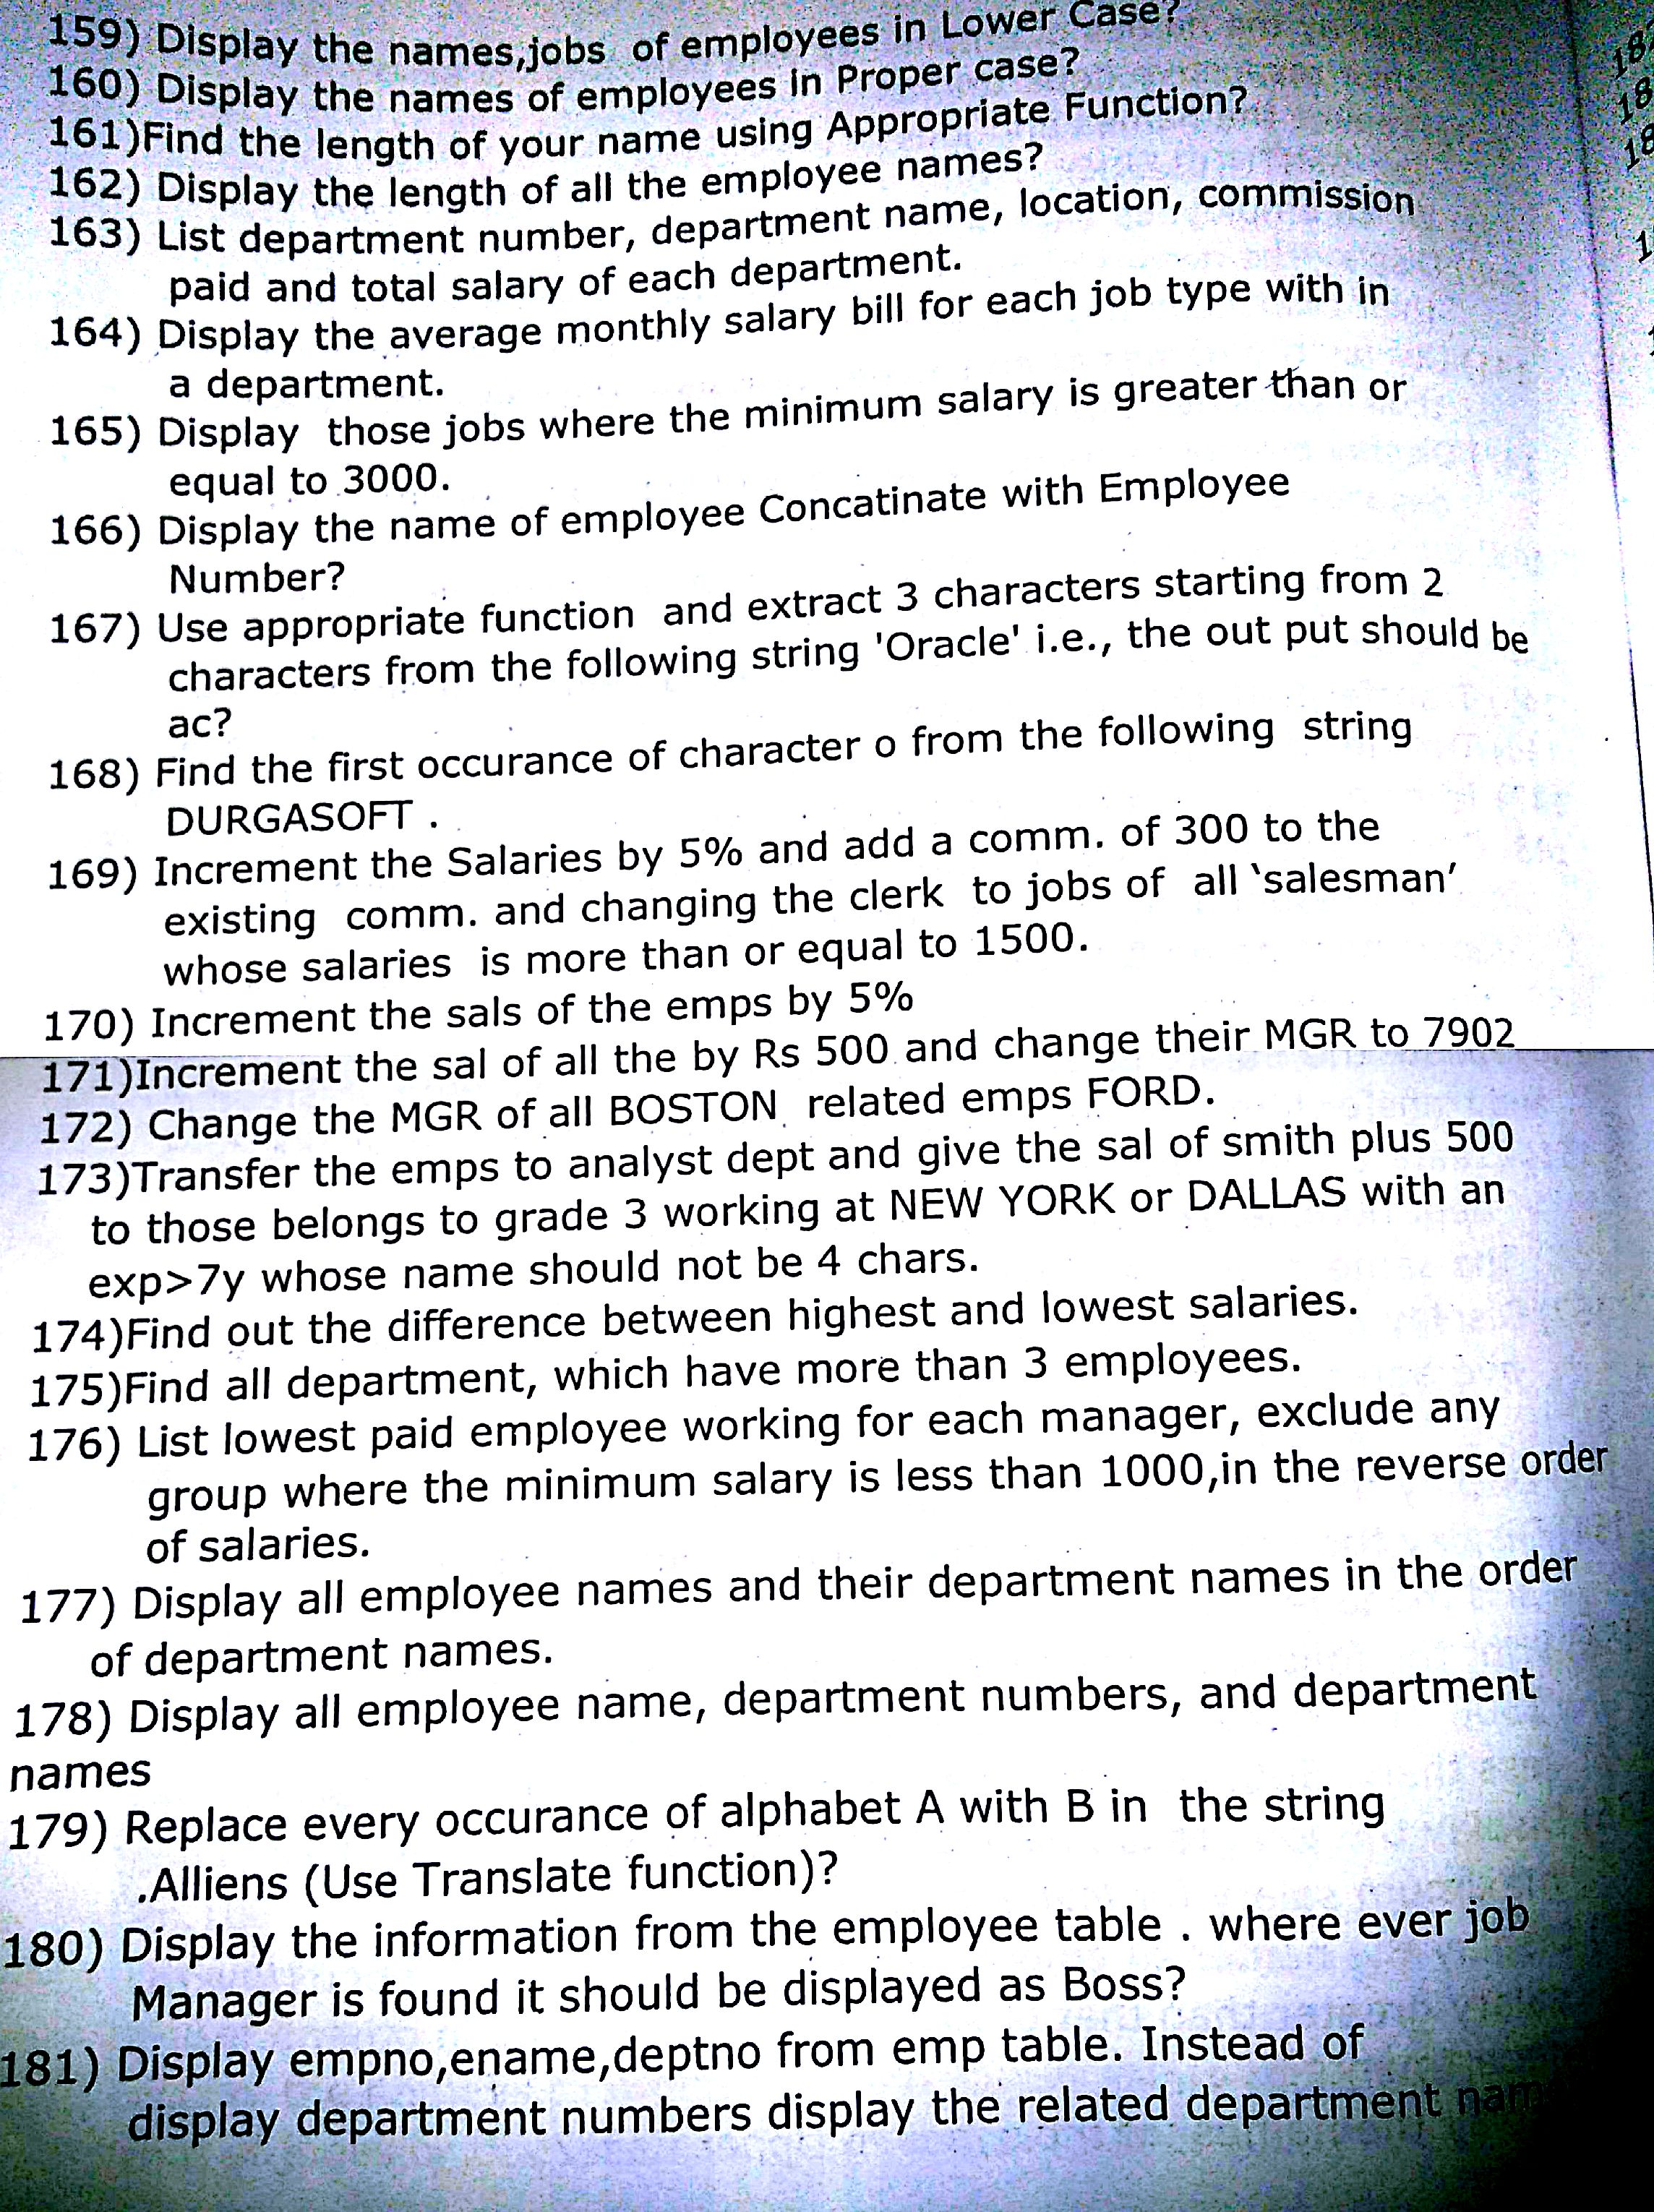 159) Display the names,jobs of employees in Lower Case?
160) Display the names of employees in Proper case?
161)Find the length of your name using Appropriate Function?
162) Display the length of all the employee names?
163) List department number, department name, location, commission
paid and total salary of each department.
164) Display the average monthly salary bill for each job type with in
a department.
165) Display those jobs where the minimum salary is greater than or
equal to 3000.
166) Display the name of employee Concatinate with Employee
Number?
167) Use appropriate function and extract 3 characters starting from 2
characters from the following string 'Oracle' i.e., the out put should be
ac?
168) Find the first occurance of character o from the following string
DURGASOFT .
169) Increment the Salaries by 5% and add a comm. of 300 to the
existing comm. and changing the clerk to jobs of all ‘salesman’
whose salaries is more than or equal to 1500.
170) Increment the sals of the emps by 5%
171)Increment the sal of all the by Rs 500 and change their MGR to 7902
172) Change the MGR of all BOSTON related emps FORD.
173)Transfer the emps to analyst dept and give the sal of smith plus 500
to those belongs to grade 3 working at NEW YORK or DALLAS with an
exp>7y whose name should not be 4 chars.
174)Find out the difference between highest and lowest salaries.
175)Find all department, which have more than 3 employees.
176) List lowest paid employee working for each manager, exclude any
group where the minimum salary is less than 1000,in the reverse order
of salaries.
177) Display all employee names and their department names in the order
of department names.
178) Display all employee name, department numbers, and department
names
179) Replace every occurance of alphabet A with B in the string
.Alliens (Use Translate function)?
180) Display the information from the employee table . where ever job
Manager is found it should be displayed as Boss?
181) Display empno,ename,deptno from emp table. Instead of
display department numbers display the related department